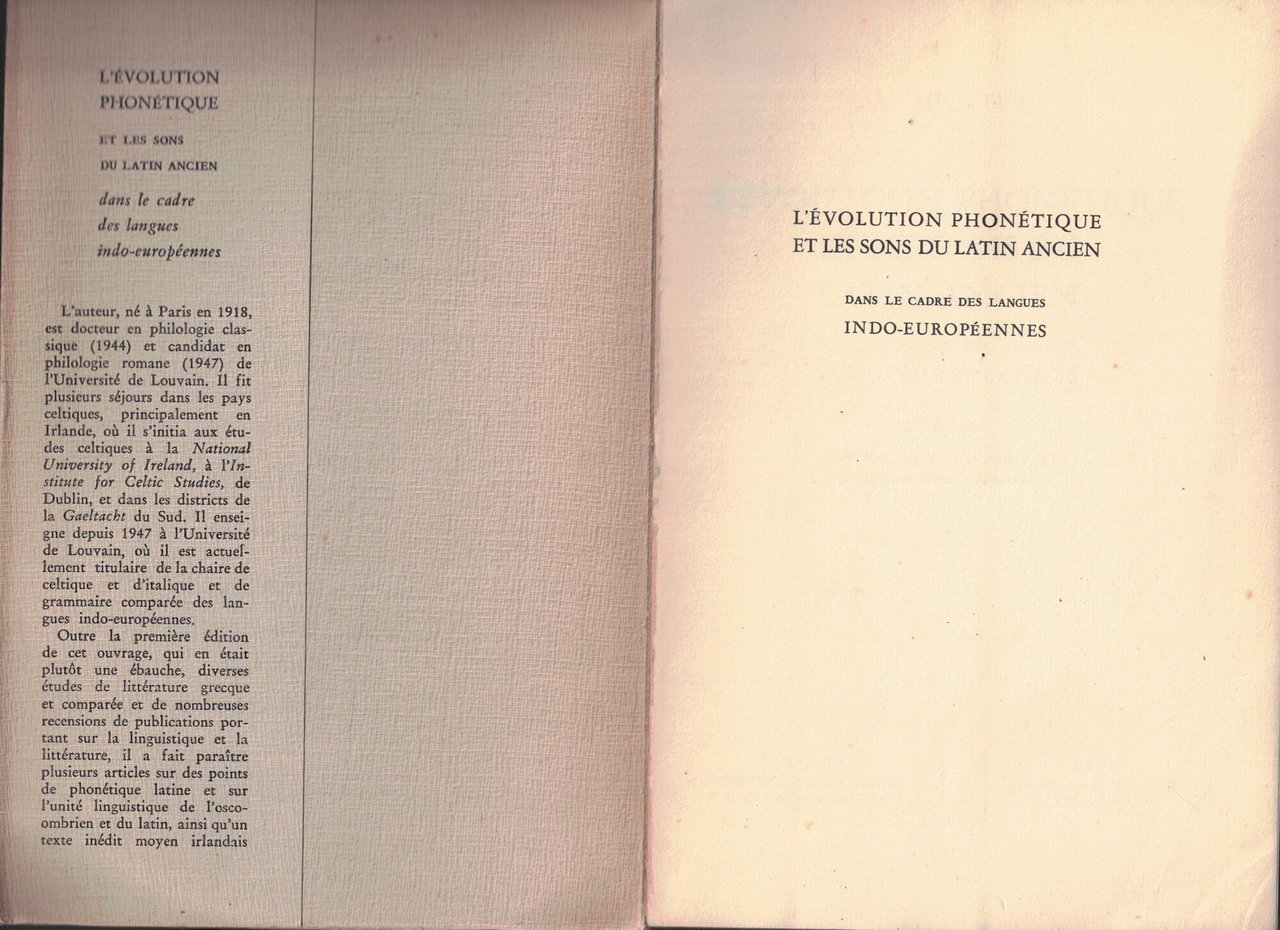 L'ÉVOLUTION
PHONÉTIQUE
ET LES SONS
DU LATIN ANCIEN
dans le cadre
des langues
indo-européennes
L'auteur, né à Paris en 1918,
est docteur en philologie clas-
sique (1944) et candidat en
philologie romane (1947) de
l'Université de Louvain. Il fit
plusieurs séjours dans les pays
celtiques, principalement en
Irlande, où il s'initia aux étu-
des celtiques à la National
University of Ireland, à l'In-
stitute for Celtic Studies, de
Dublin, et dans les districts de
la Gaeltacht du Sud. Il ensei-
gne depuis 1947 à l'Université
de Louvain, où il est actuel-
lement titulaire de la chaire de
celtique et d'italique et de
grammaire comparée des lan-
gues indo-européennes.
Outre la première édition
de cet ouvrage, qui en était
plutôt une ébauche, diverses
études de littérature grecque
et comparée et de nombreuses
recensions de publications por-
tant sur la linguistique et la
littérature, il a fait paraître
plusieurs articles sur des points
de phonétique latine et sur
l'unité linguistique de l'osco-
ombrien et du latin, ainsi qu'un
texte inédit moyen irlandais
L'ÉVOLUTION PHONÉTIQUE
ET LES SONS DU LATIN ANCIEN
DANS LE CADRE DES LANGUES
INDO-EUROPÉENNES